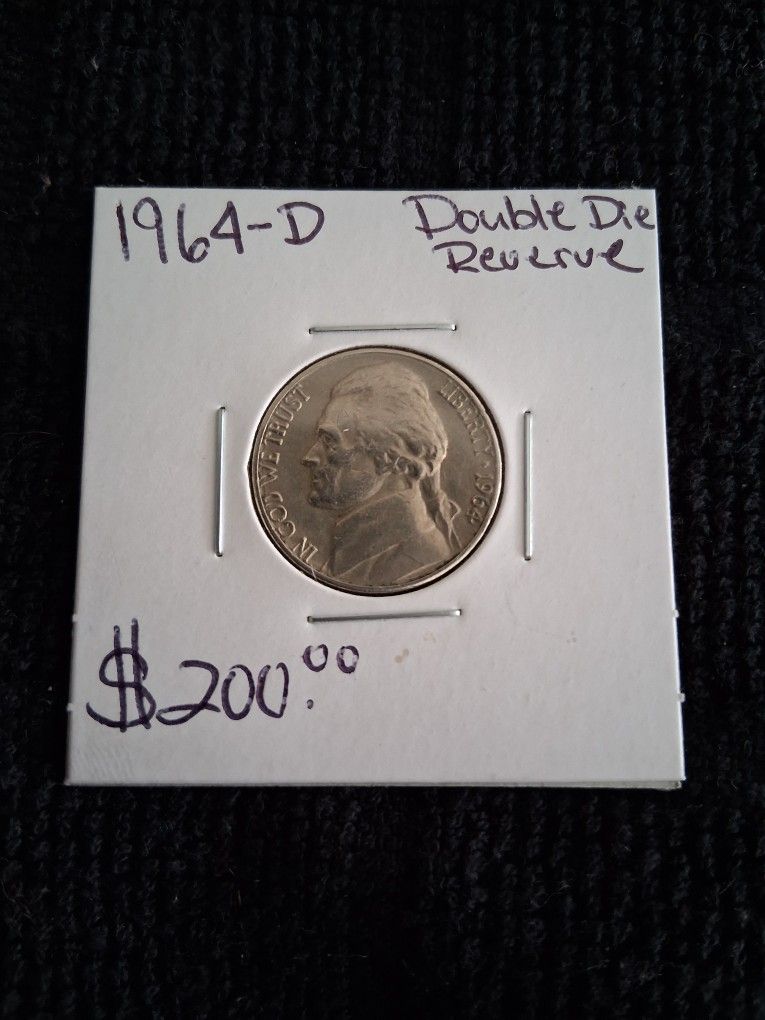 1964-D
Double Die
Reverse
IN GOD WE TRUST
LIBERTY · 1964
$200.00